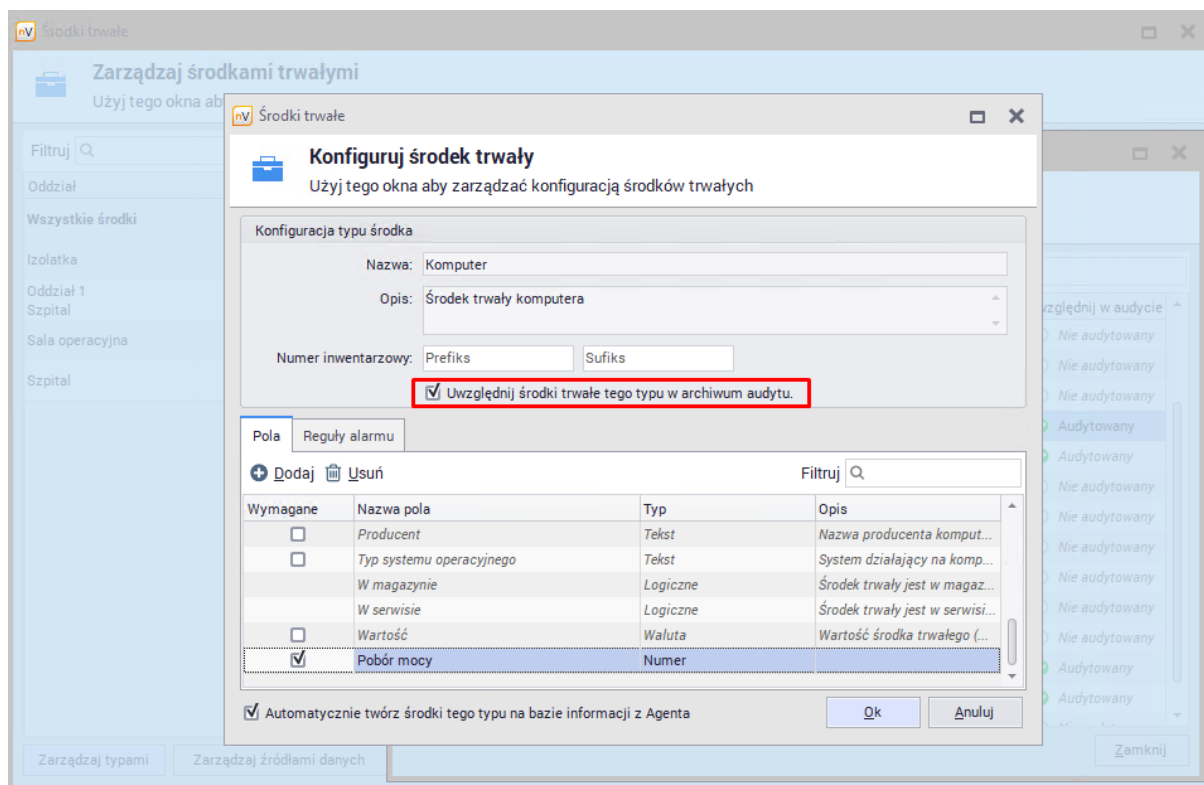 nV Środki trwałe
Zarządzaj środkami trwałymi
Użyj tego okna ab
Filtruj
Oddział
Wszystkie środki
Izolatka
Oddział 1
Szpital
Sala operacyjna
Szpital
Zarządzaj typami Zarządzaj źródłami danych
nV Środki trwałe
Konfiguruj środek trwały
Użyj tego okna aby zarządzać konfiguracją środków trwałych
Konfiguracja typu środka
Nazwa: Komputer
Opis: Środek trwały komputera
Numer inwentarzowy: Prefiks Sufiks
Uwzględnij środki trwałe tego typu w archiwum audytu.
Pola Reguły alarmu
Dodaj Usuń Filtruj
Wymagane Nazwa pola Typ Opis
Producent Tekst Nazwa producenta komput...
Typ systemu operacyjnego Tekst System działający na komp...
W magazynie Logiczne Środek trwały jest w magaz...
W serwisie Logiczne Środek trwały jest w serwisi...
Wartość Waluta Wartość środka trwałego (...
Pobór mocy Numer
Automatycznie twórz środki tego typu na bazie informacji z Agenta Ok Anuluj
względnij w audycie
Nie audytowany
Nie audytowany
Nie audytowany
Audytowany
Audytowany
Nie audytowany
Nie audytowany
Nie audytowany
Nie audytowany
Nie audytowany
Nie audytowany
Audytowany
Audytowany
Zamknij